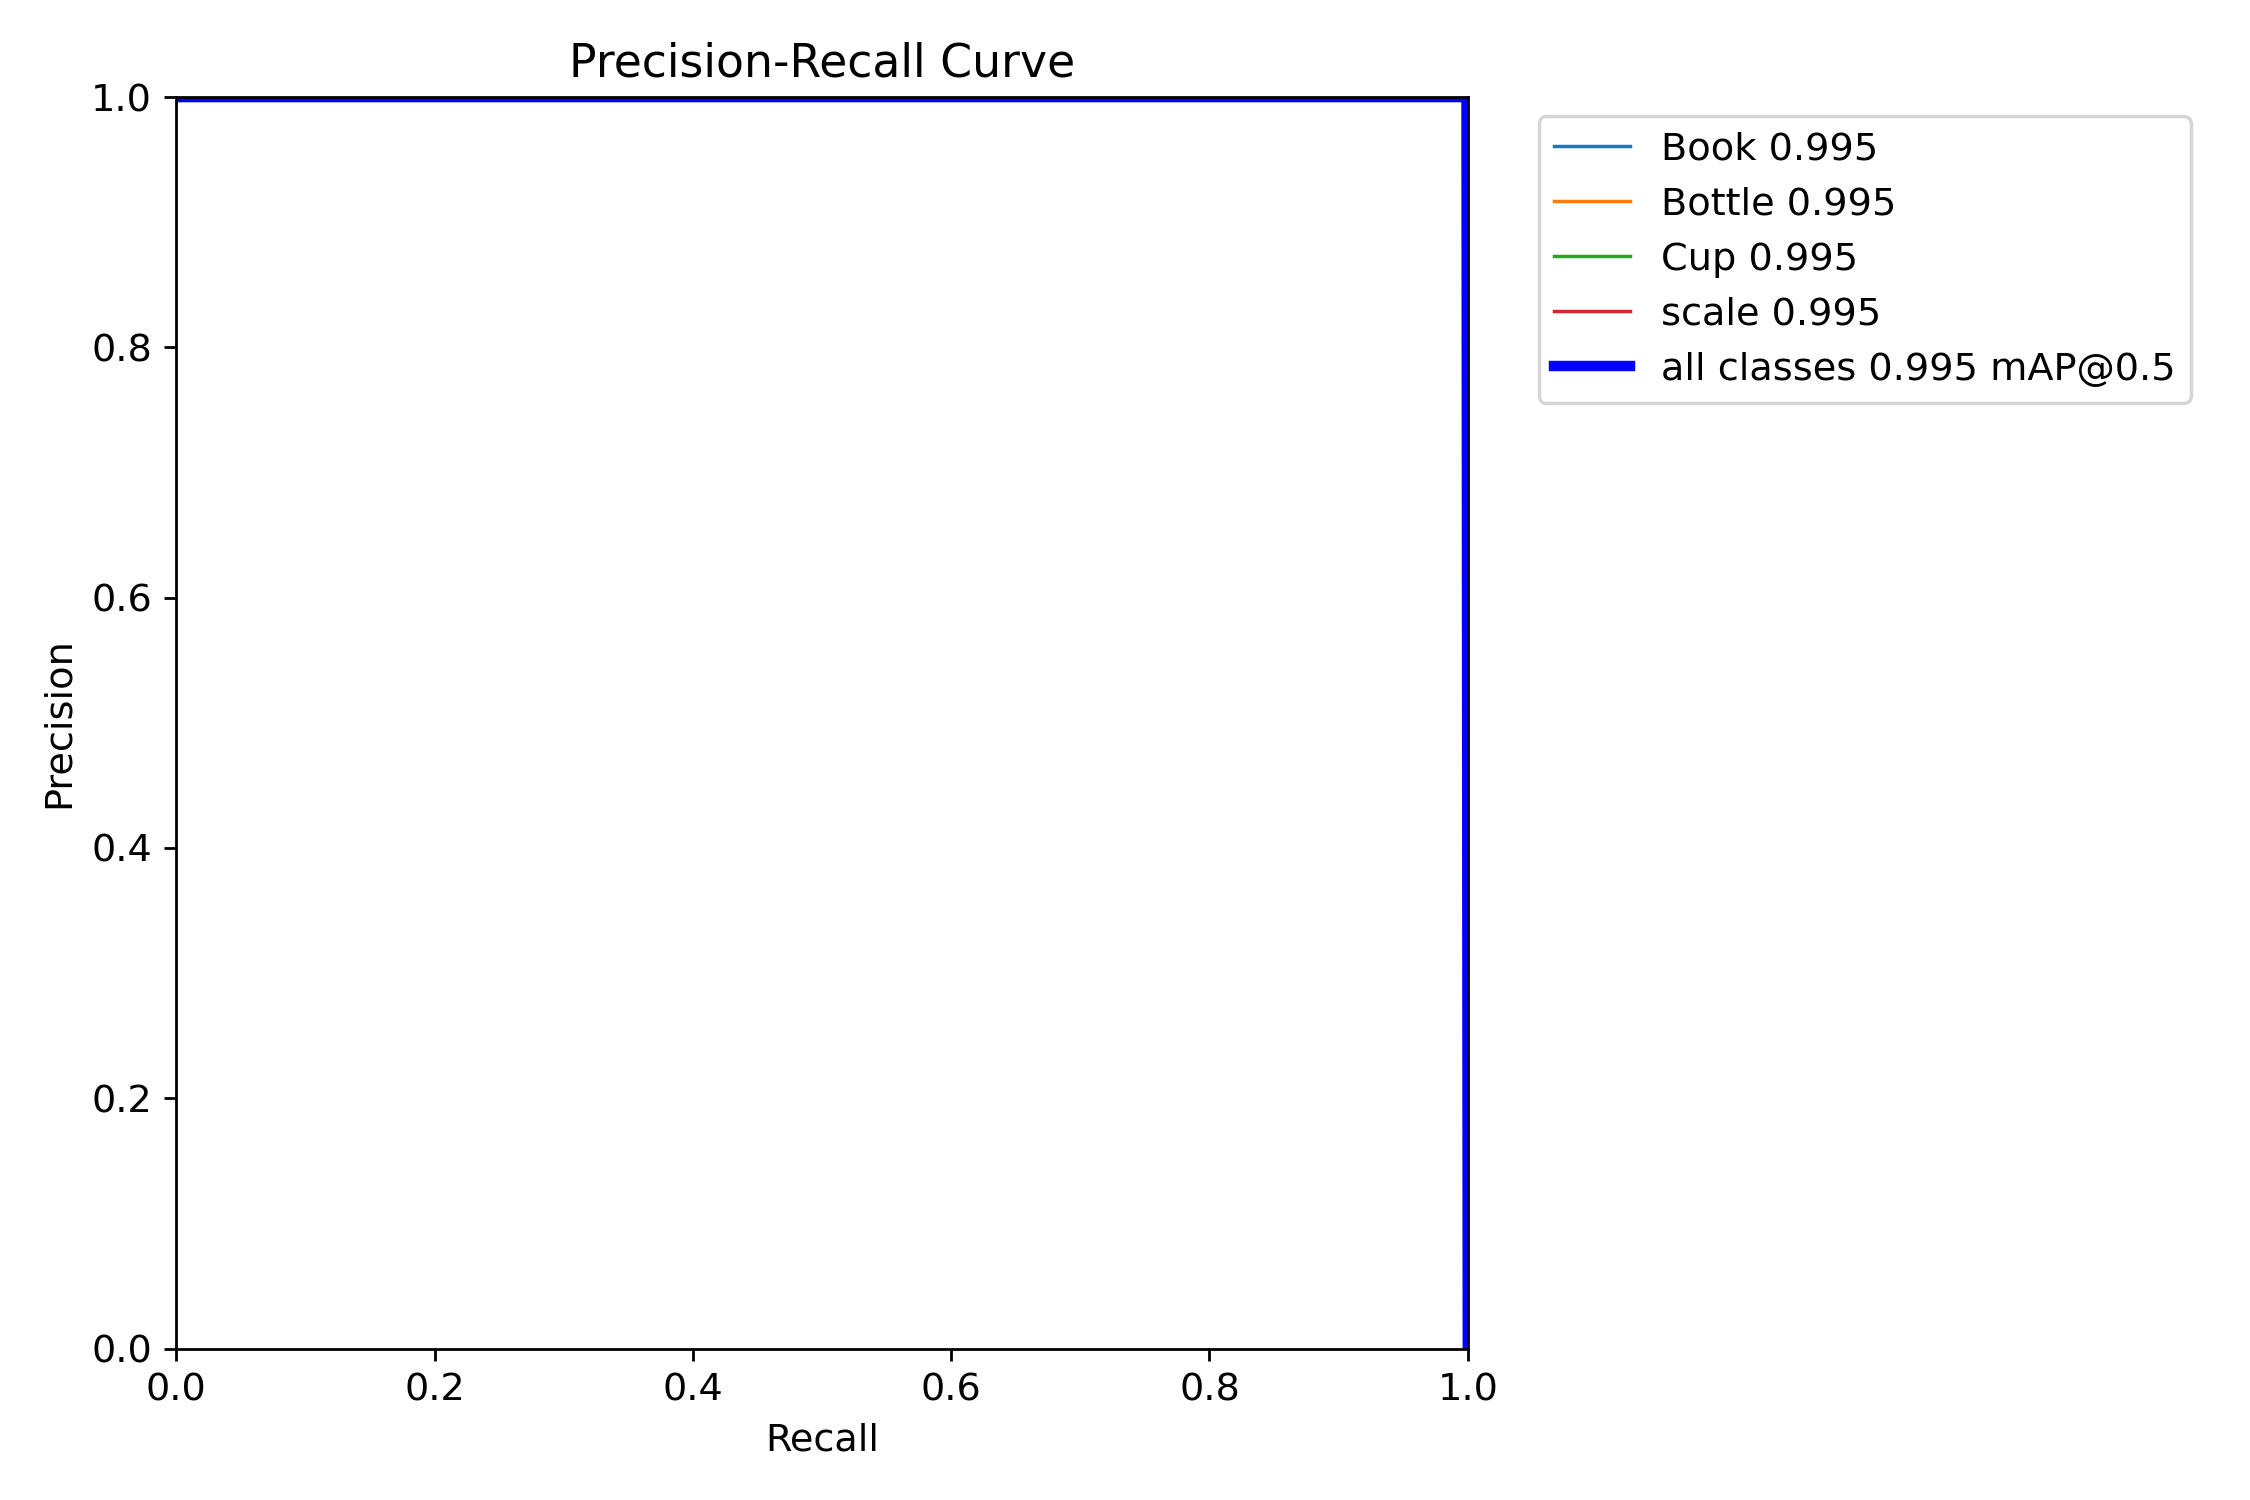 Precision-Recall Curve
1.0
0.8
0.6
0.4
0.2
0.0
Precision
0.0 0.2 0.4 0.6 0.8 1.0
Recall
Book 0.995
Bottle 0.995
Cup 0.995
scale 0.995
all classes 0.995 mAP@0.5